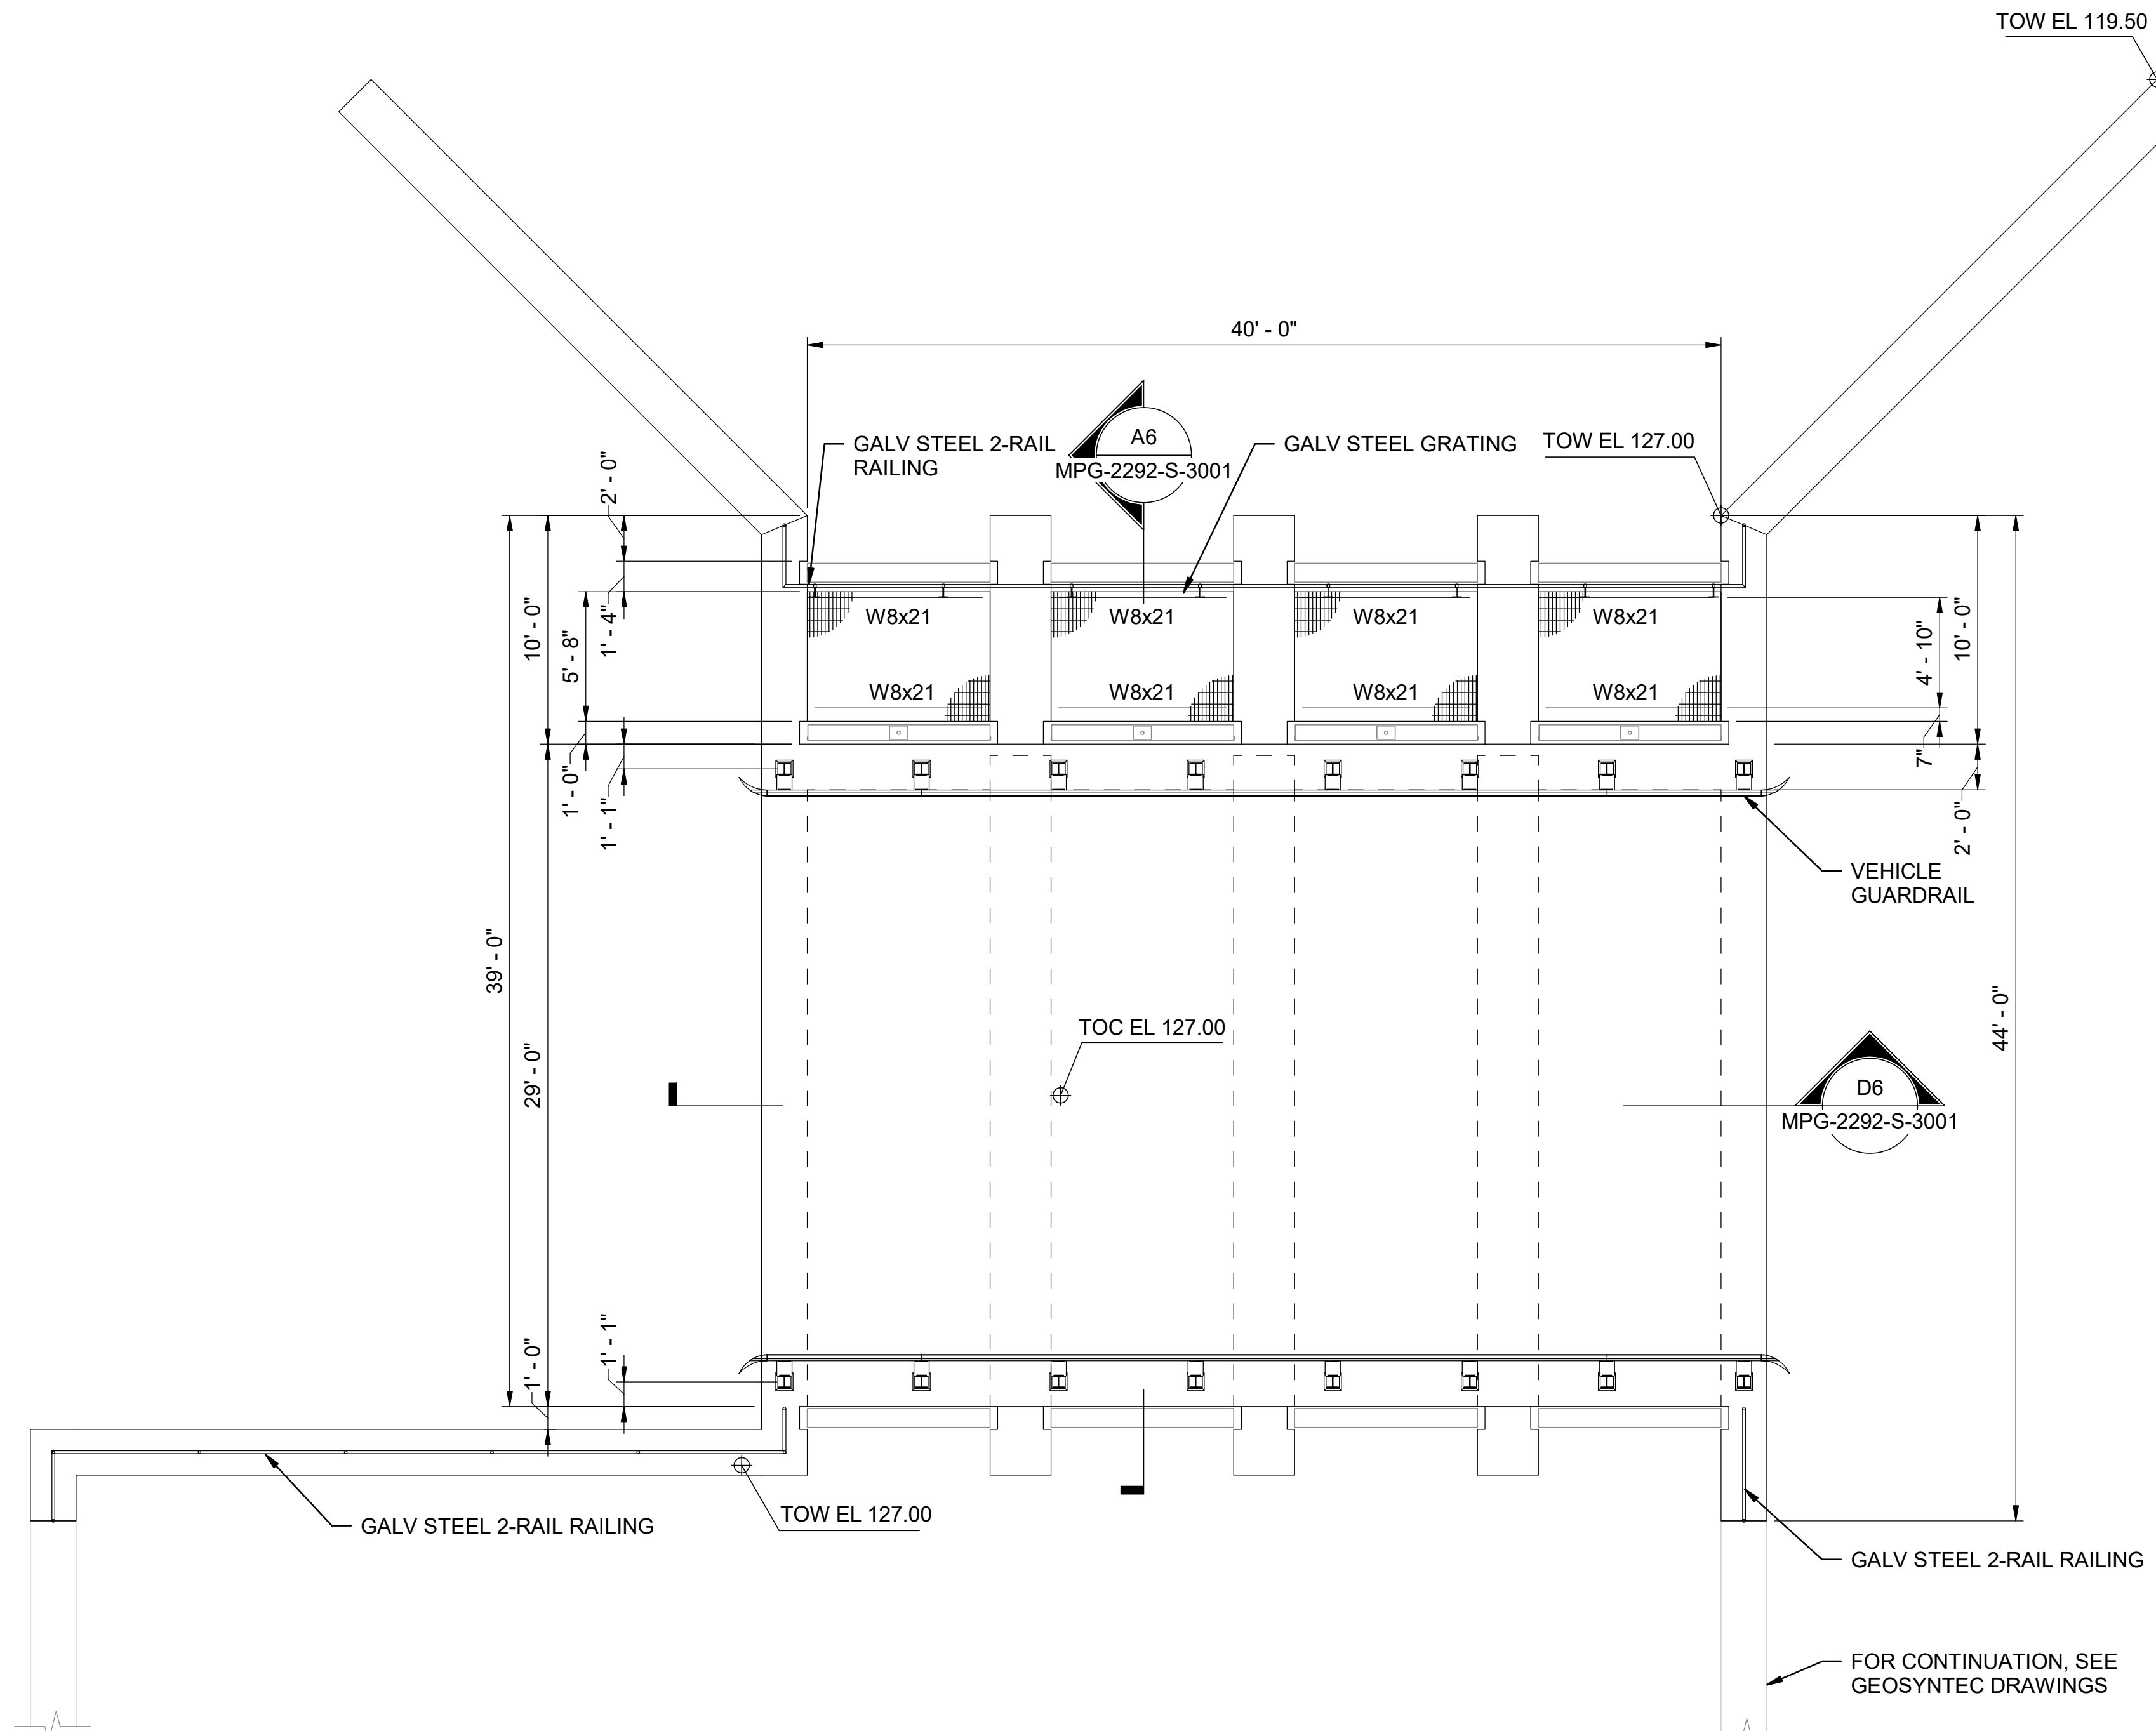 TOW EL 119.50
40' - 0"
A6
MPG-2292-S-3001
GALV STEEL 2-RAIL
RAILING
GALV STEEL GRATING
TOW EL 127.00
2' - 0"
1' - 4"
10' - 0"
5' - 8"
1' - 0"
1' - 1"
W8x21
W8x21
W8x21
W8x21
W8x21
W8x21
W8x21
W8x21
4' - 10"
10' - 0"
7"
2' - 0"
VEHICLE
GUARDRAIL
39' - 0"
29' - 0"
TOC EL 127.00
44' - 0"
D6
MPG-2292-S-3001
1' - 0"
1' - 1"
GALV STEEL 2-RAIL RAILING
TOW EL 127.00
GALV STEEL 2-RAIL RAILING
FOR CONTINUATION, SEE
GEOSYNTEC DRAWINGS